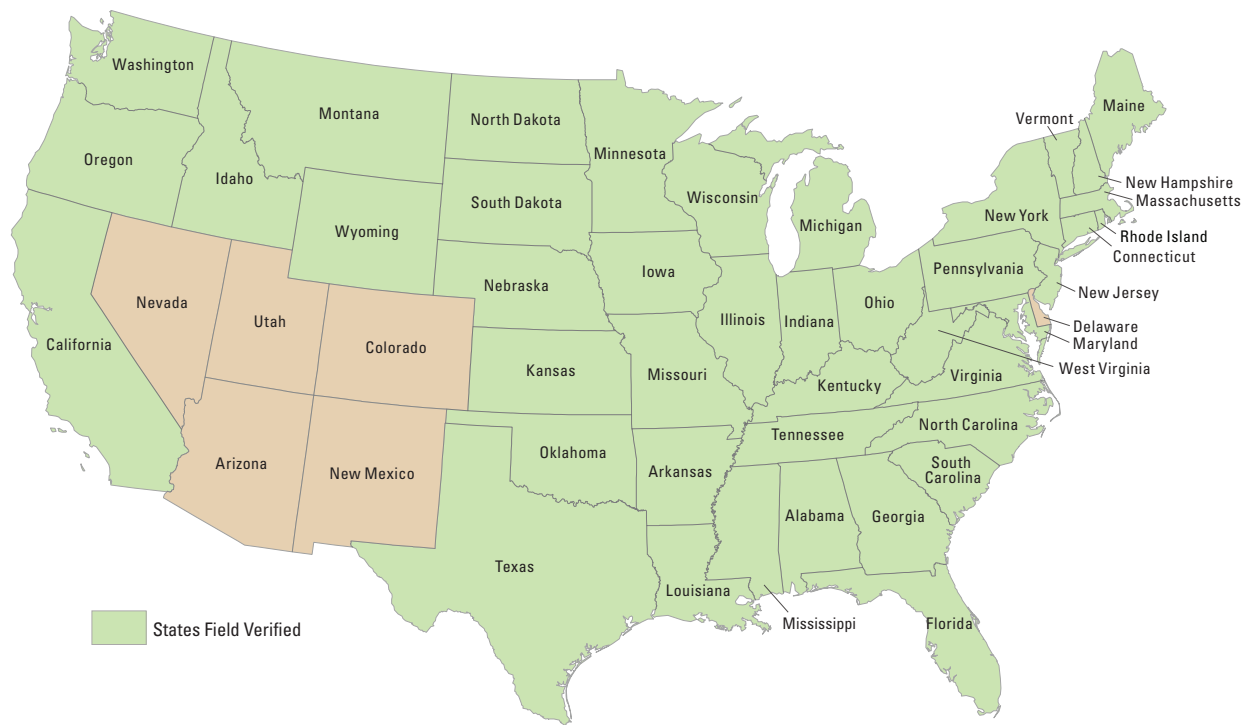 Washington
Montana
North Dakota
Minnesota
Maine
Vermont
Oregon
Idaho
Wisconsin
New Hampshire
Massachusetts
South Dakota
Michigan
New York
Wyoming
Rhode Island
Connecticut
Iowa
Pennsylvania
Nebraska
New Jersey
Nevada
Ohio
Utah
Illinois
Indiana
Delaware
Maryland
California
Colorado
West Virginia
Kansas
Missouri
Kentucky
Virginia
Tennessee
North Carolina
Arizona
New Mexico
Oklahoma
Arkansas
South
Carolina
Alabama
Georgia
Texas
Louisiana
Mississippi
Florida
States Field Verified